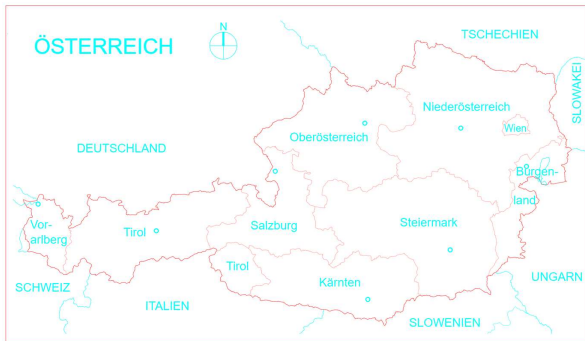 N
TSCHECHIEN
ÖSTERREICH
SLOWAKEI
Niederösterreich
Oberösterreich
Wien
DEUTSCHLAND
Burgen-
land
Vor-
arlberg
Tirol
Salzburg
Steiermark
Tirol
Kärnten
UNGARN
SCHWEIZ
ITALIEN
SLOWENIEN